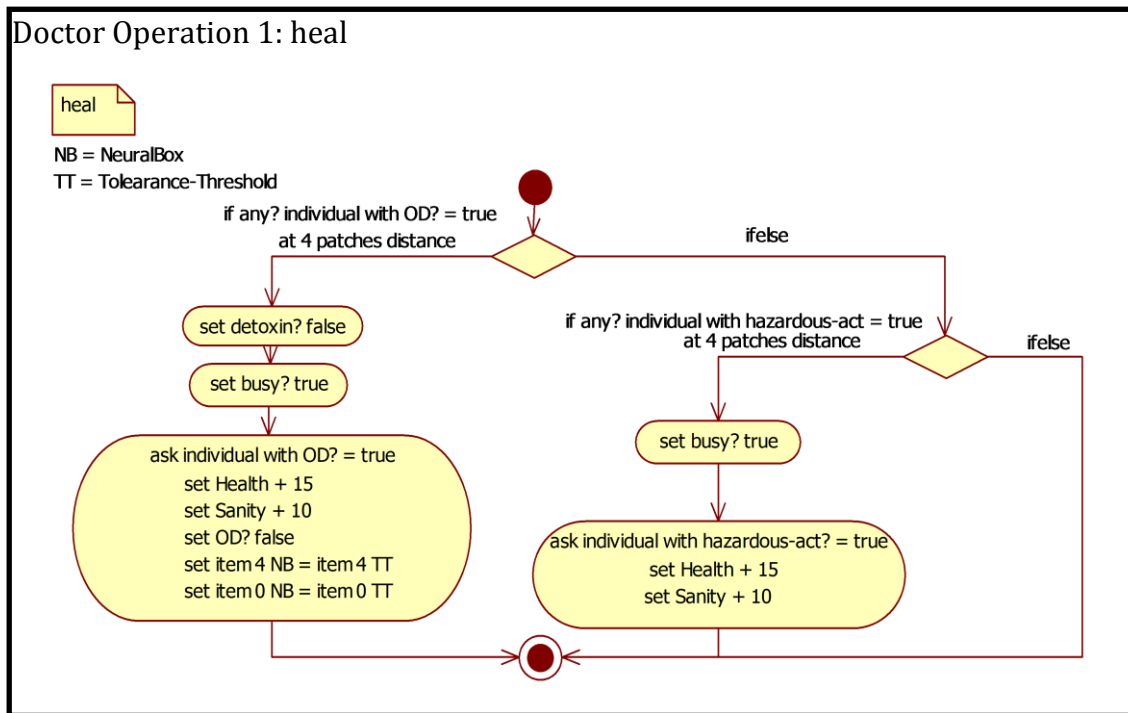 Doctor Operation 1: heal
heal
NB = NeuralBox
TT = Tolearance-Threshold
if any? individual with OD? = true
at 4 patches distance
ifelse
set detoxin? false
set busy? true
ask individual with OD? = true
set Health + 15
set Sanity + 10
set OD? false
set item 4 NB = item 4 TT
set item 0 NB = item 0 TT
if any? individual with hazardous-act = true
at 4 patches distance
ifelse
set busy? true
ask individual with hazardous-act? = true
set Health + 15
set Sanity + 10